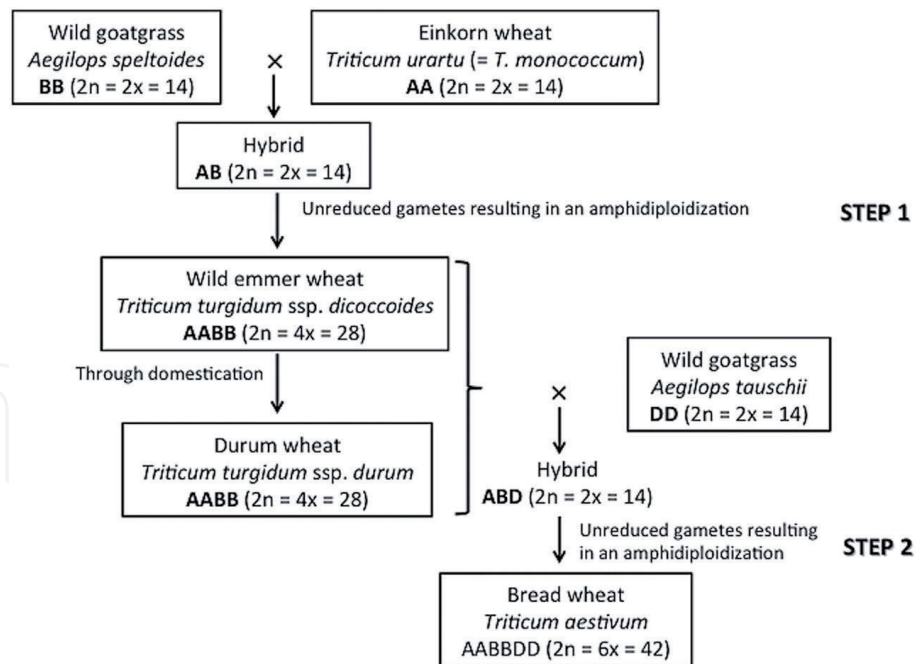 Wild goatgrass
Aegilops speltoides
BB (2n = 2x = 14)
×
Einkorn wheat
Triticum urartu (= T. monococcum)
AA (2n = 2x = 14)
Hybrid
AB (2n = 2x = 14)
Unreduced gametes resulting in an amphidiploidization
STEP 1
Wild emmer wheat
Triticum turgidum ssp. dicoccoides
AABB (2n = 4x = 28)
Through domestication
Durum wheat
Triticum turgidum ssp. durum
AABB (2n = 4x = 28)
×
Wild goatgrass
Aegilops tauschii
DD (2n = 2x = 14)
Hybrid
ABD (2n = 2x = 14)
Unreduced gametes resulting
in an amphidiploidization
STEP 2
Bread wheat
Triticum aestivum
AABBDD (2n = 6x = 42)